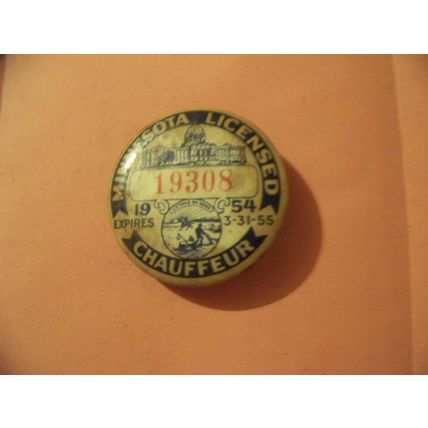 MINNESOTA LICENSED
19308
19 54
EXPIRES 3-31-55
CHAUFFEUR